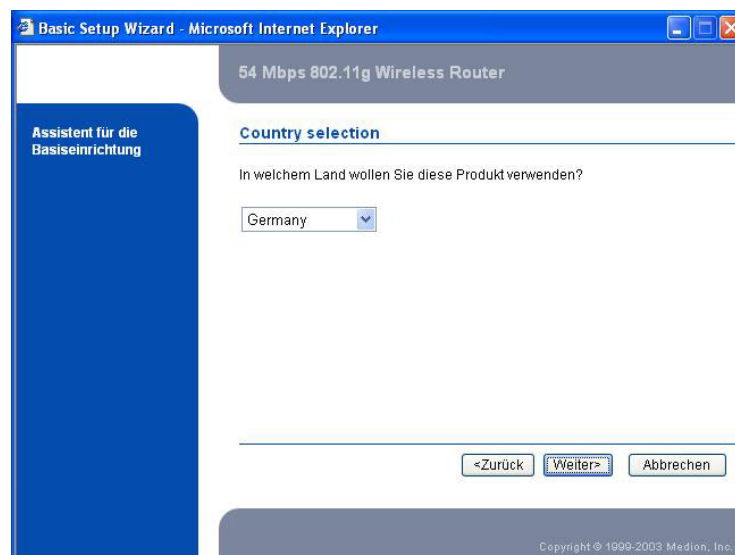 Basic Setup Wizard - Microsoft Internet Explorer
54 Mbps 802.11g Wireless Router
Assistent für die
Basiseinrichtung
Country selection
In welchem Land wollen Sie diese Produkt verwenden?
Germany
<Zurück Weiter> Abbrechen
Copyright © 1999-2003 Medion, Inc.